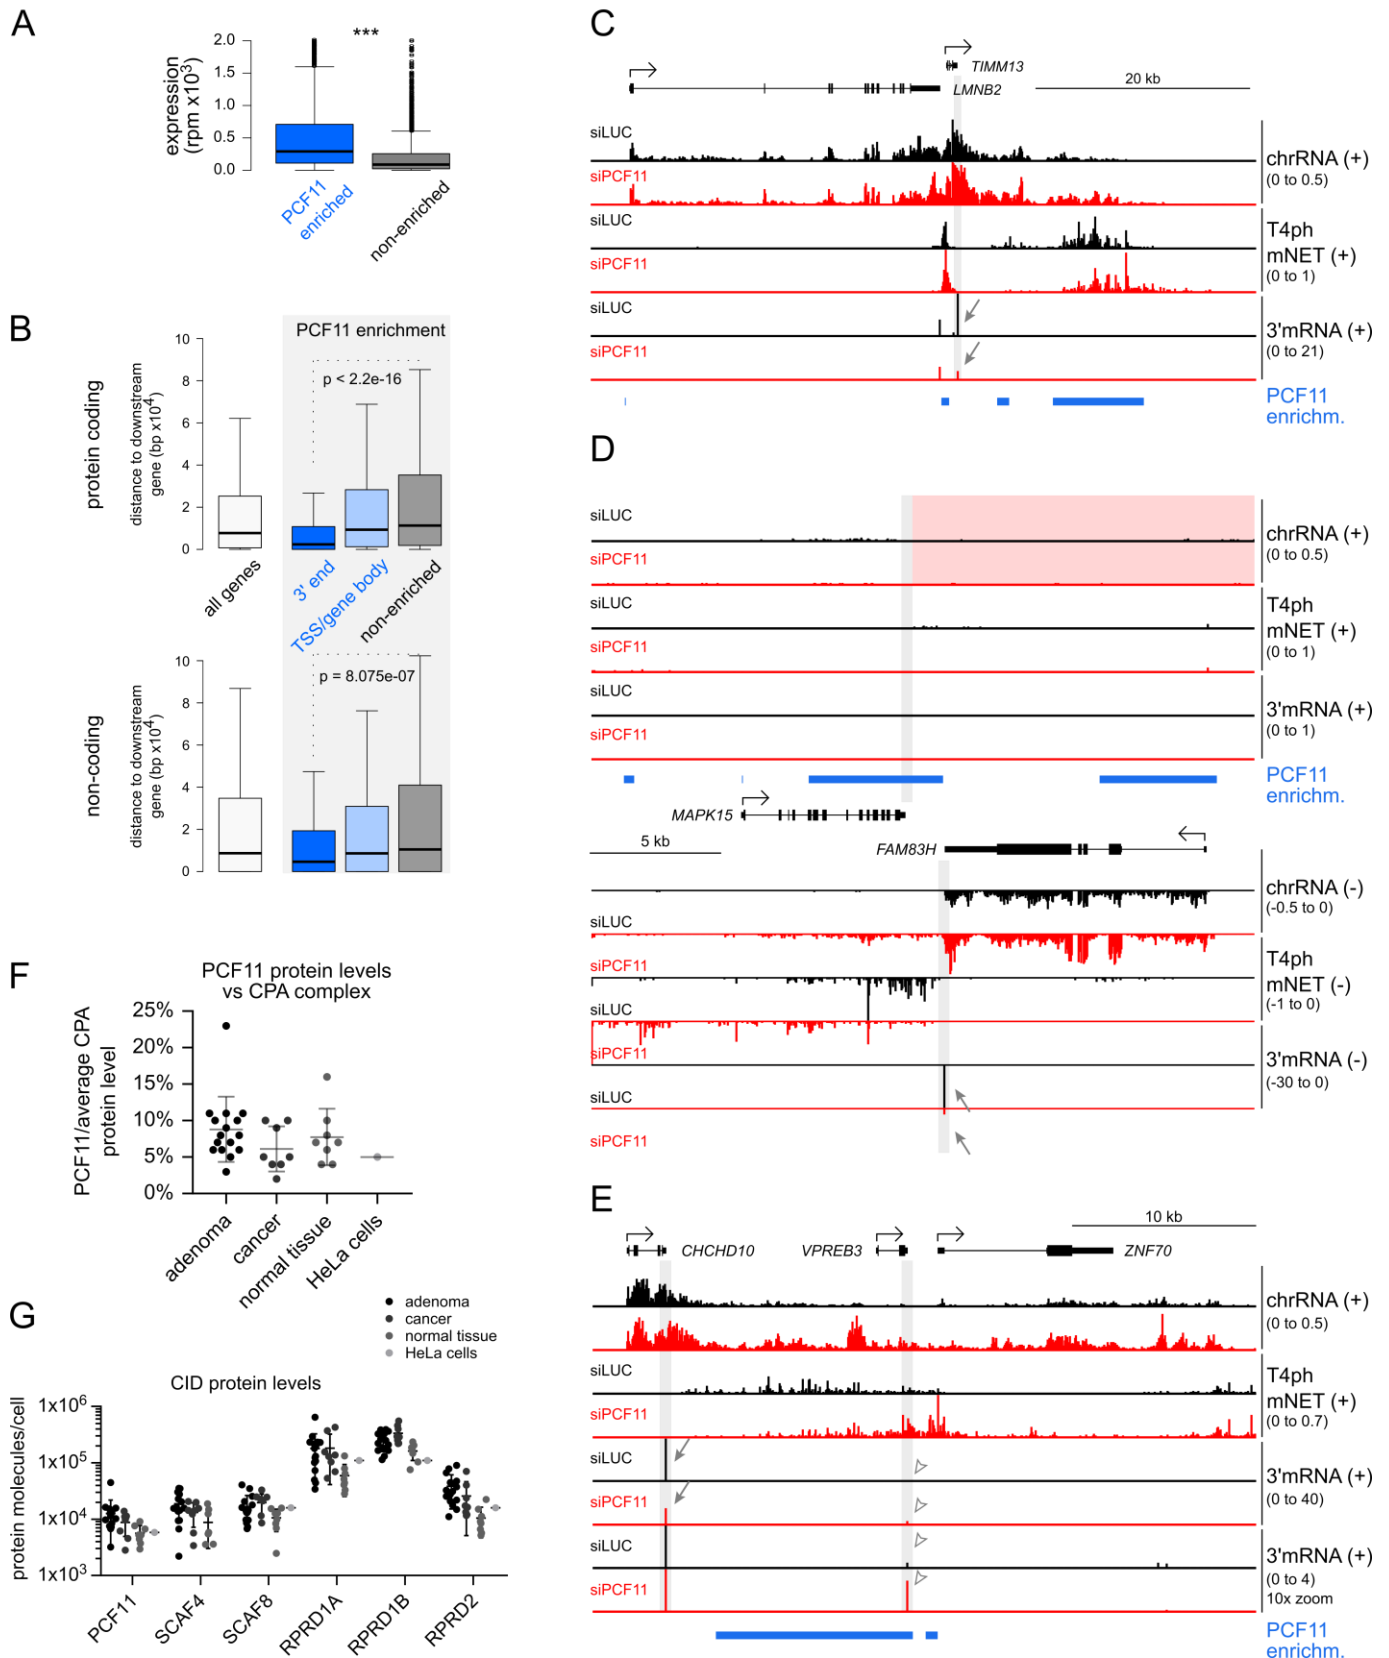 A
***
expression
(rpm x10³)
2.0
1.5
1.0
0.5
0.0
PCF11
enriched
non-enriched
B
PCF11 enrichment
protein coding
distance to downstream
gene (bp x10⁴)
10
8
6
4
2
0
p < 2.2e-16
all genes
3' end
TSS/gene body
non-enriched
non-coding
distance to downstream
gene (bp x10⁴)
10
8
6
4
2
0
p = 8.075e-07
F
PCF11 protein levels
vs CPA complex
PCF11/average CPA
protein level
25%
20%
15%
10%
5%
0%
adenoma
cancer
normal tissue
HeLa cells
G
adenoma
cancer
normal tissue
HeLa cells
CID protein levels
protein molecules/cell
1x10⁶
1x10⁵
1x10⁴
1x10³
PCF11
SCAF4
SCAF8
RPRD1A
RPRD1B
RPRD2
C
TIMM13
LMNB2
20 kb
siLUC
siPCF11
chrRNA (+)
(0 to 0.5)
siLUC
siPCF11
T4ph
mNET (+)
(0 to 1)
siLUC
siPCF11
3'mRNA (+)
(0 to 21)
PCF11
enrichm.
D
siLUC
siPCF11
chrRNA (+)
(0 to 0.5)
siLUC
siPCF11
T4ph
mNET (+)
(0 to 1)
siLUC
siPCF11
3'mRNA (+)
(0 to 1)
PCF11
enrichm.
MAPK15
5 kb
FAM83H
siLUC
siPCF11
chrRNA (-)
(-0.5 to 0)
siLUC
siPCF11
T4ph
mNET (-)
(-1 to 0)
siLUC
siPCF11
3'mRNA (-)
(-30 to 0)
E
10 kb
CHCHD10
VPREB3
ZNF70
chrRNA (+)
(0 to 0.5)
siLUC
siPCF11
T4ph
mNET (+)
(0 to 0.7)
siLUC
siPCF11
3'mRNA (+)
(0 to 40)
siLUC
siPCF11
3'mRNA (+)
(0 to 4)
10x zoom
PCF11
enrichm.